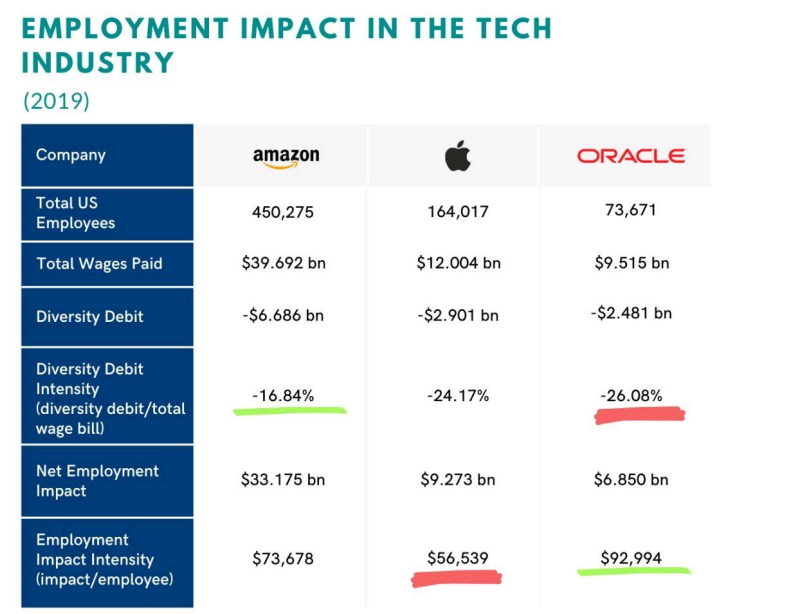 EMPLOYMENT IMPACT IN THE TECH
INDUSTRY
(2019)
Company
amazon
ORACLE
Total US
Employees
450,275
164,017
73,671
Total Wages Paid
$39.692 bn
$12.004 bn
$9.515 bn
Diversity Debit
-$6.686 bn
-$2.901 bn
-$2.481 bn
Diversity Debit
Intensity
(diversity debit/total
wage bill)
-16.84%
-24.17%
-26.08%
Net Employment
Impact
$33.175 bn
$9.273 bn
$6.850 bn
Employment
Impact Intensity
(impact/employee)
$73,678
$56,539
$92,994